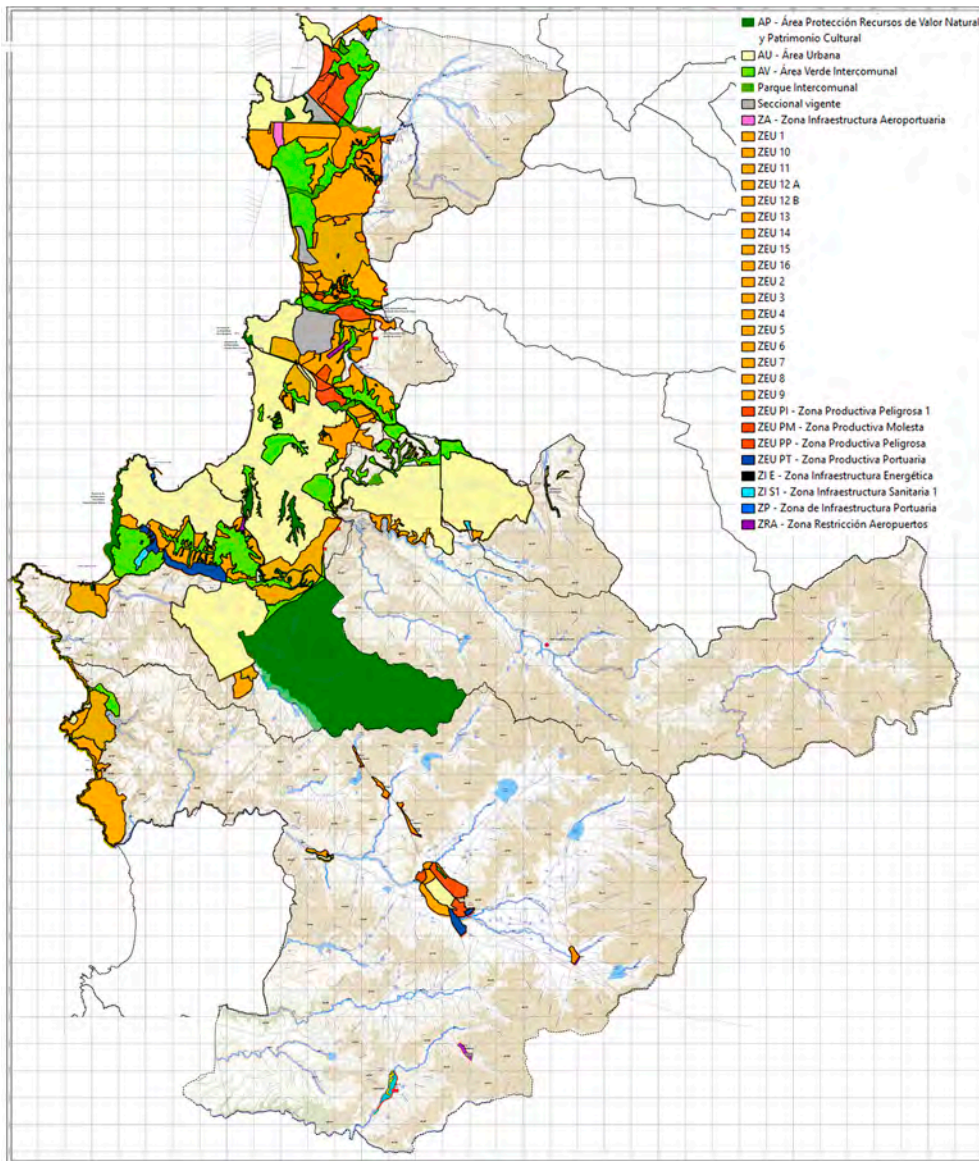 AP - Área Protección Recursos de Valor Natural
y Patrimonio Cultural
AU - Área Urbana
AV - Área Verde Intercomunal
Parque Intercomunal
Seccional vigente
ZA - Zona Infraestructura Aeroportuaria
ZEU 1
ZEU 10
ZEU 11
ZEU 12 A
ZEU 12 B
ZEU 13
ZEU 14
ZEU 15
ZEU 16
ZEU 2
ZEU 3
ZEU 4
ZEU 5
ZEU 6
ZEU 7
ZEU 8
ZEU 9
ZEU PI - Zona Productiva Peligrosa 1
ZEU PM - Zona Productiva Molesta
ZEU PP - Zona Productiva Peligrosa
ZEU PT - Zona Productiva Portuaria
ZI E - Zona Infraestructura Energética
ZI S1 - Zona Infraestructura Sanitaria 1
ZP - Zona de Infraestructura Portuaria
ZRA - Zona Restricción Aeropuertos